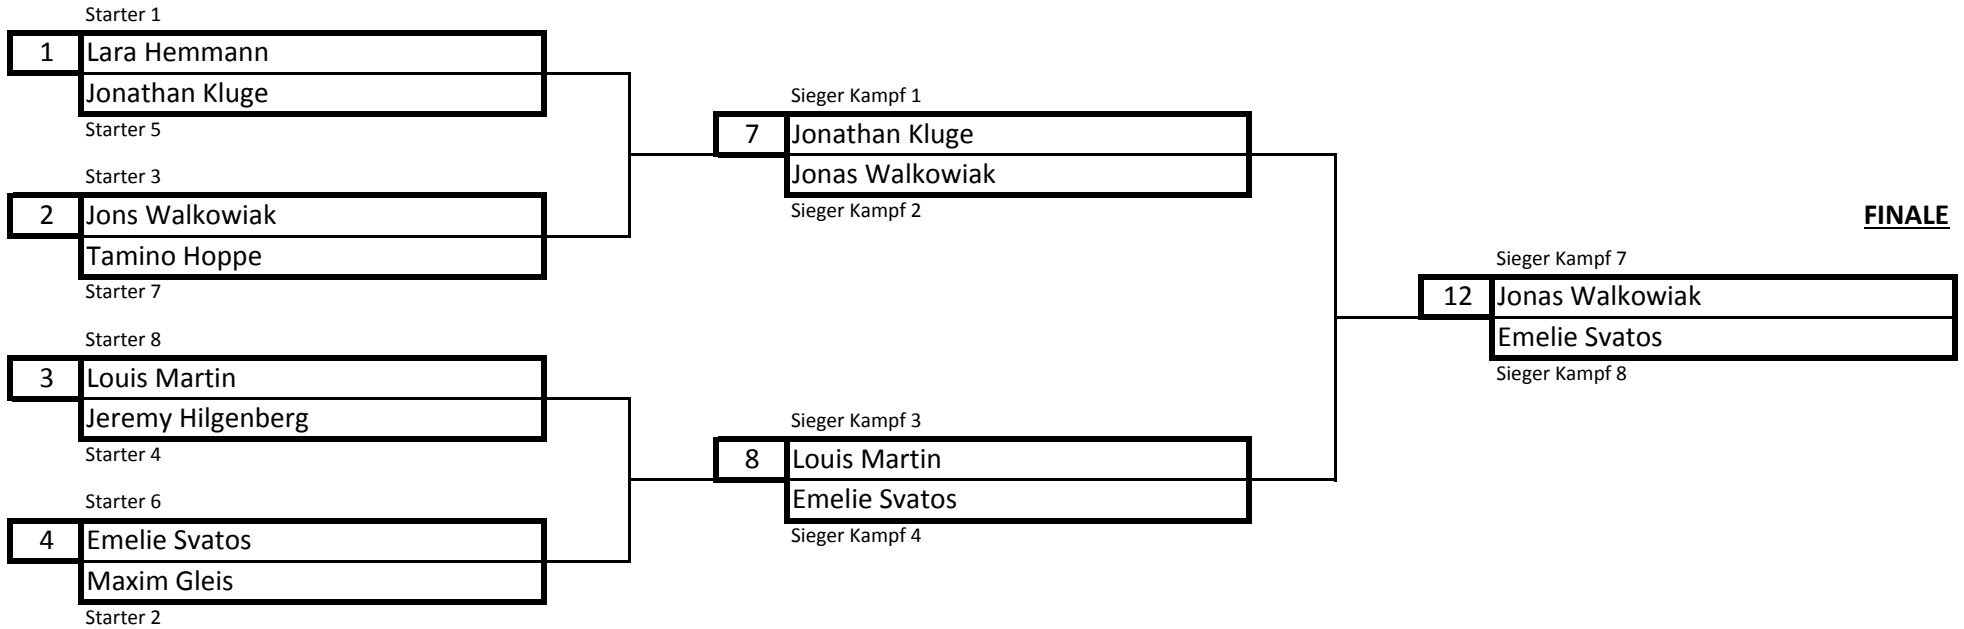 Starter 1
1 Lara Hemmann
Jonathan Kluge
Starter 5
Starter 3
2 Jons Walkowiak
Tamino Hoppe
Starter 7
Starter 8
3 Louis Martin
Jeremy Hilgenberg
Starter 4
Starter 6
4 Emelie Svatos
Maxim Gleis
Starter 2
Sieger Kampf 1
7 Jonathan Kluge
Jonas Walkowiak
Sieger Kampf 2
Sieger Kampf 3
8 Louis Martin
Emelie Svatos
Sieger Kampf 4
FINALE
Sieger Kampf 7
12 Jonas Walkowiak
Emelie Svatos
Sieger Kampf 8